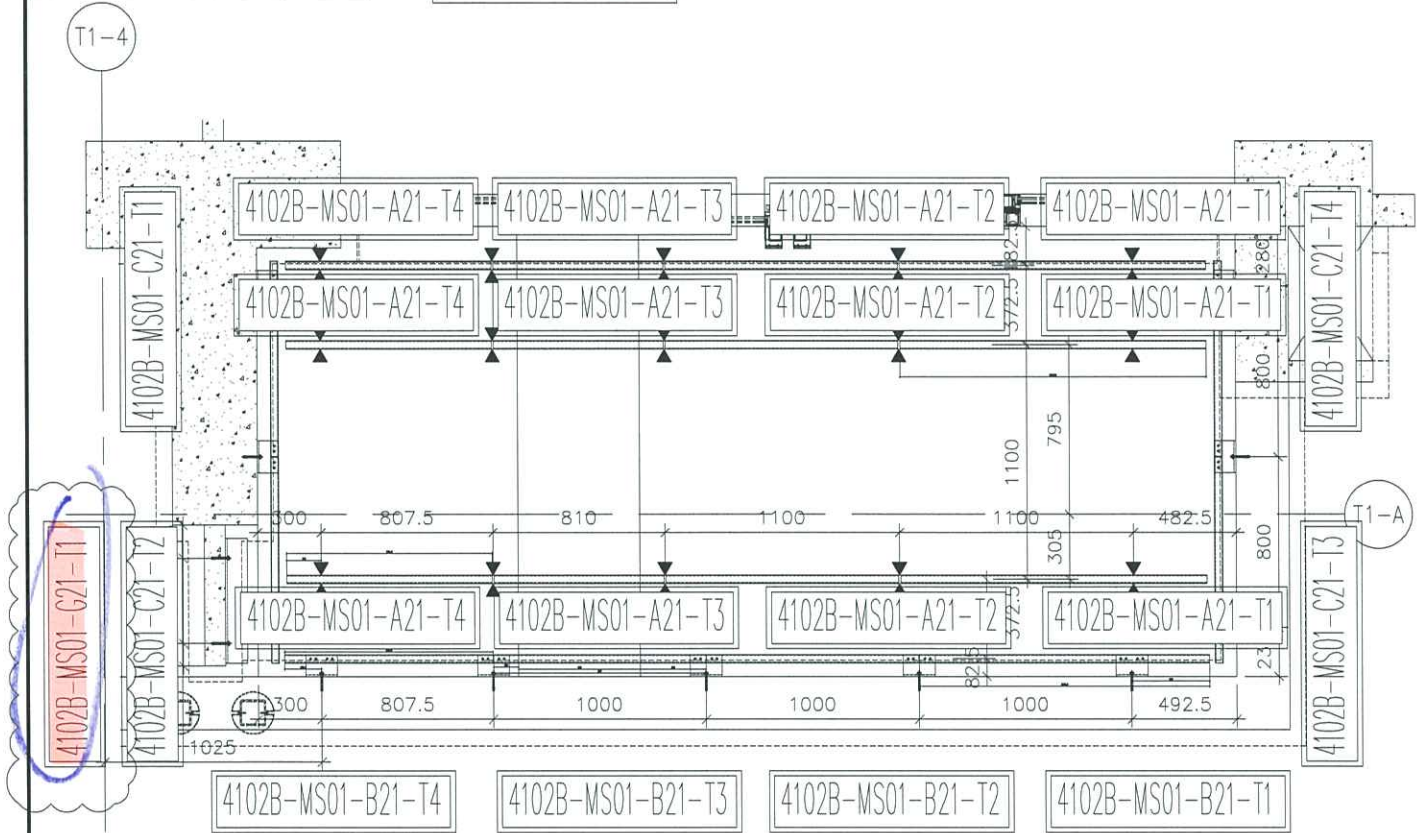 T1-4
4102B-MS01-A21-T4
4102B-MS01-A21-T3
4102B-MS01-A21-T2
4102B-MS01-A21-T1
4102B-MS01-C21-T1
4102B-MS01-C21-T4
82.5
280
4102B-MS01-A21-T4
4102B-MS01-A21-T3
4102B-MS01-A21-T2
4102B-MS01-A21-T1
372.5
800
795
1100
300
807.5
810
1100
1100
482.5
T1-A
305
800
4102B-MS01-G21-T1
4102B-MS01-C21-T2
4102B-MS01-C21-T3
4102B-MS01-A21-T4
4102B-MS01-A21-T3
4102B-MS01-A21-T2
4102B-MS01-A21-T1
372.5
82.5
300
807.5
1000
1000
1000
492.5
1025
4102B-MS01-B21-T4
4102B-MS01-B21-T3
4102B-MS01-B21-T2
4102B-MS01-B21-T1